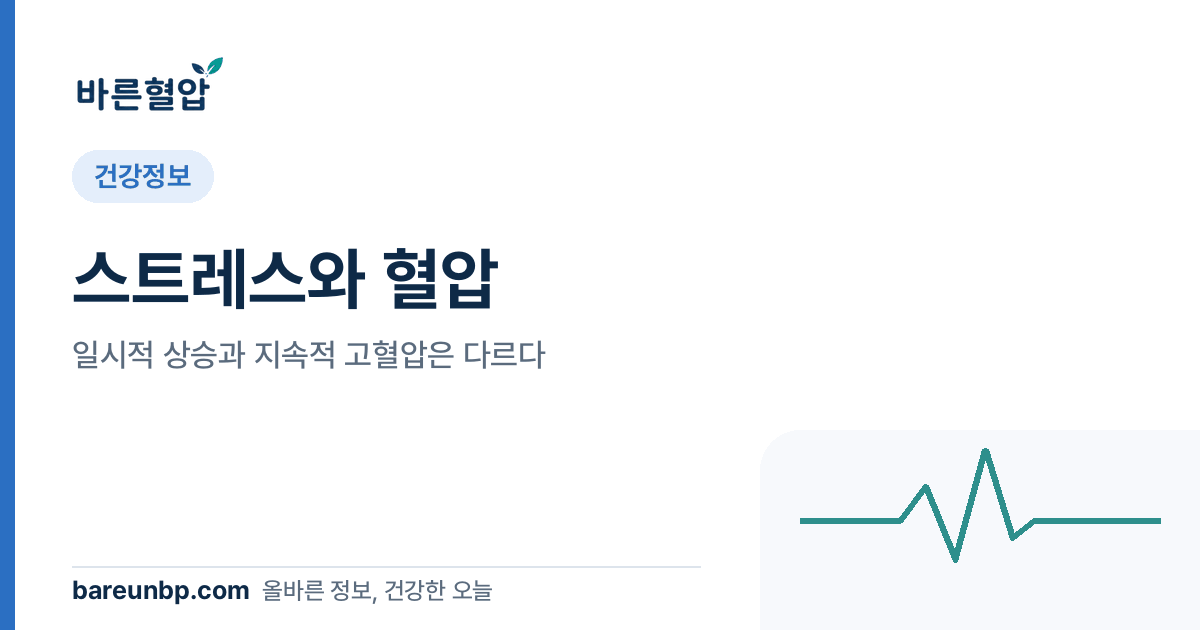 바른혈압
건강정보
스트레스와 혈압
일시적 상승과 지속적 고혈압은 다르다
bareunbp.com 올바른 정보, 건강한 오늘